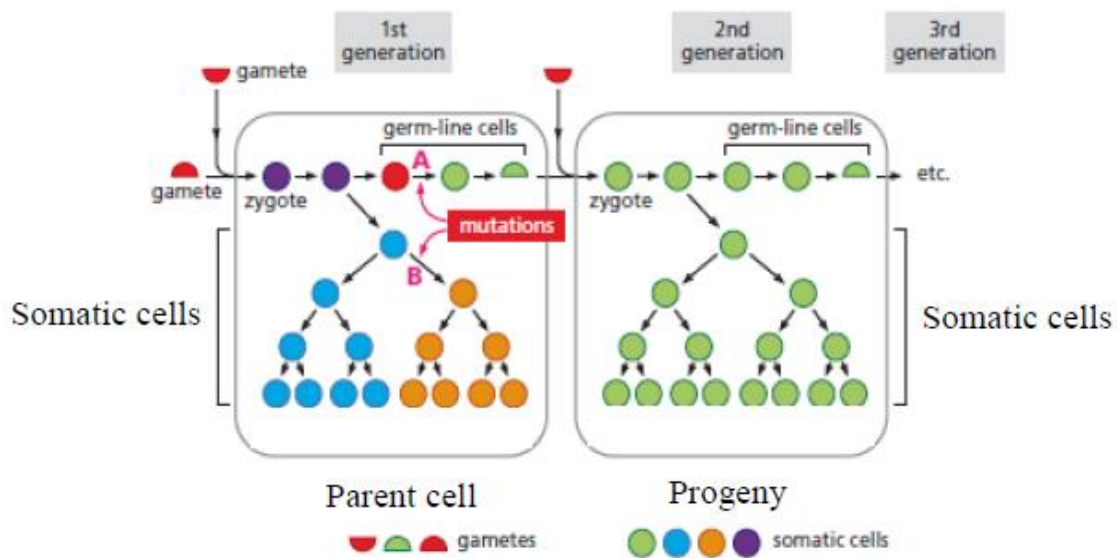 1st
generation
2nd
generation
3rd
generation
gamete
germ-line cells
germ-line cells
A
gamete
zygote
mutations
zygote
etc.
B
Somatic cells
Somatic cells
Parent cell
Progeny
gametes
somatic cells